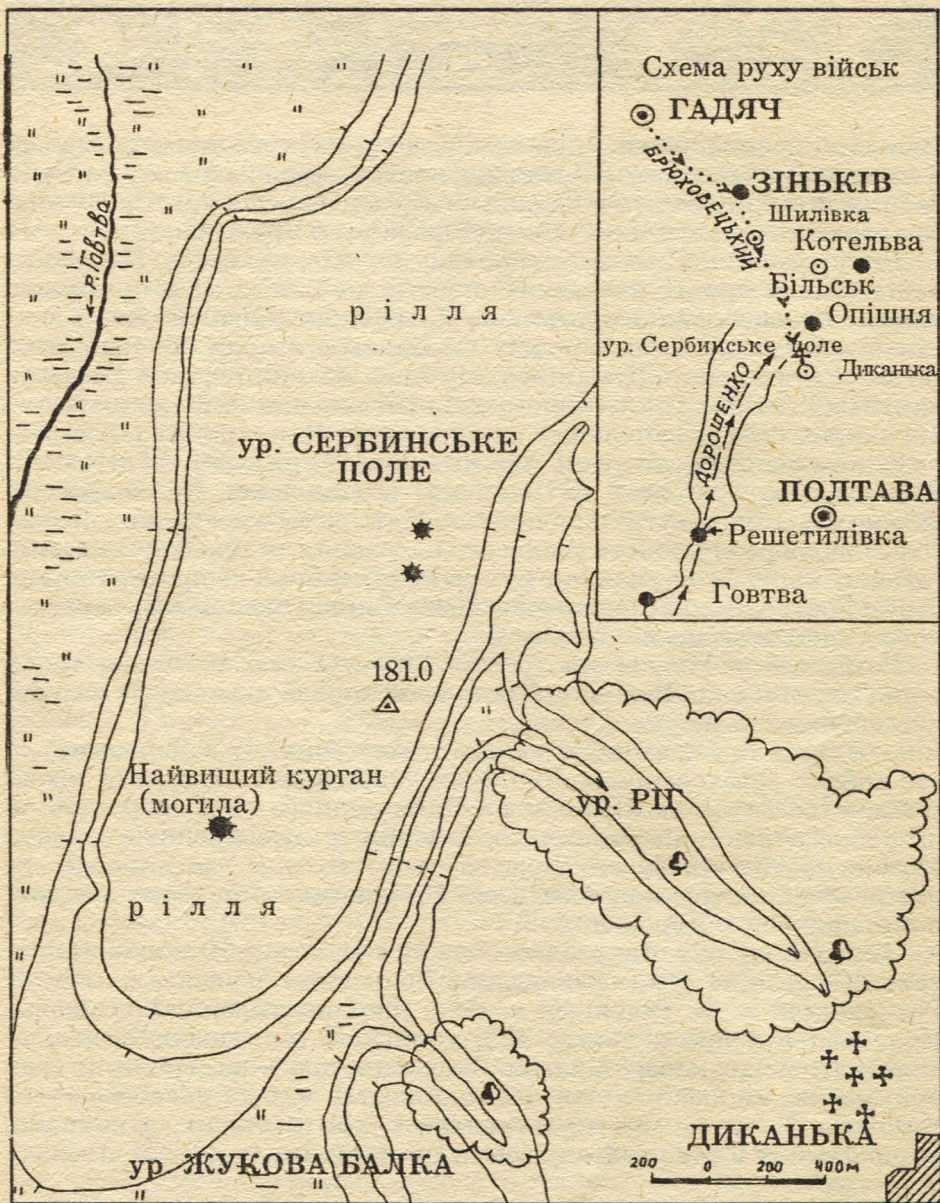 Схема руху військ
ГАДЯЧ
БРЮХОВЕЦЬКИЙ
ЗІНЬКІВ
Шилівка
Котельва
Більськ
Опішня
ур. Сербинське поле
Диканька
ДОРОШЕНКО
ПОЛТАВА
Решетилівка
Говтва
р. Говтва
рілля
ур. СЕРБИНСЬКЕ
ПОЛЕ
181.0
Найвищий курган
(могила)
ур. РІГ
рілля
ДИКАНЬКА
ур ЖУКОВА БАЛКА
200 0 200 400м